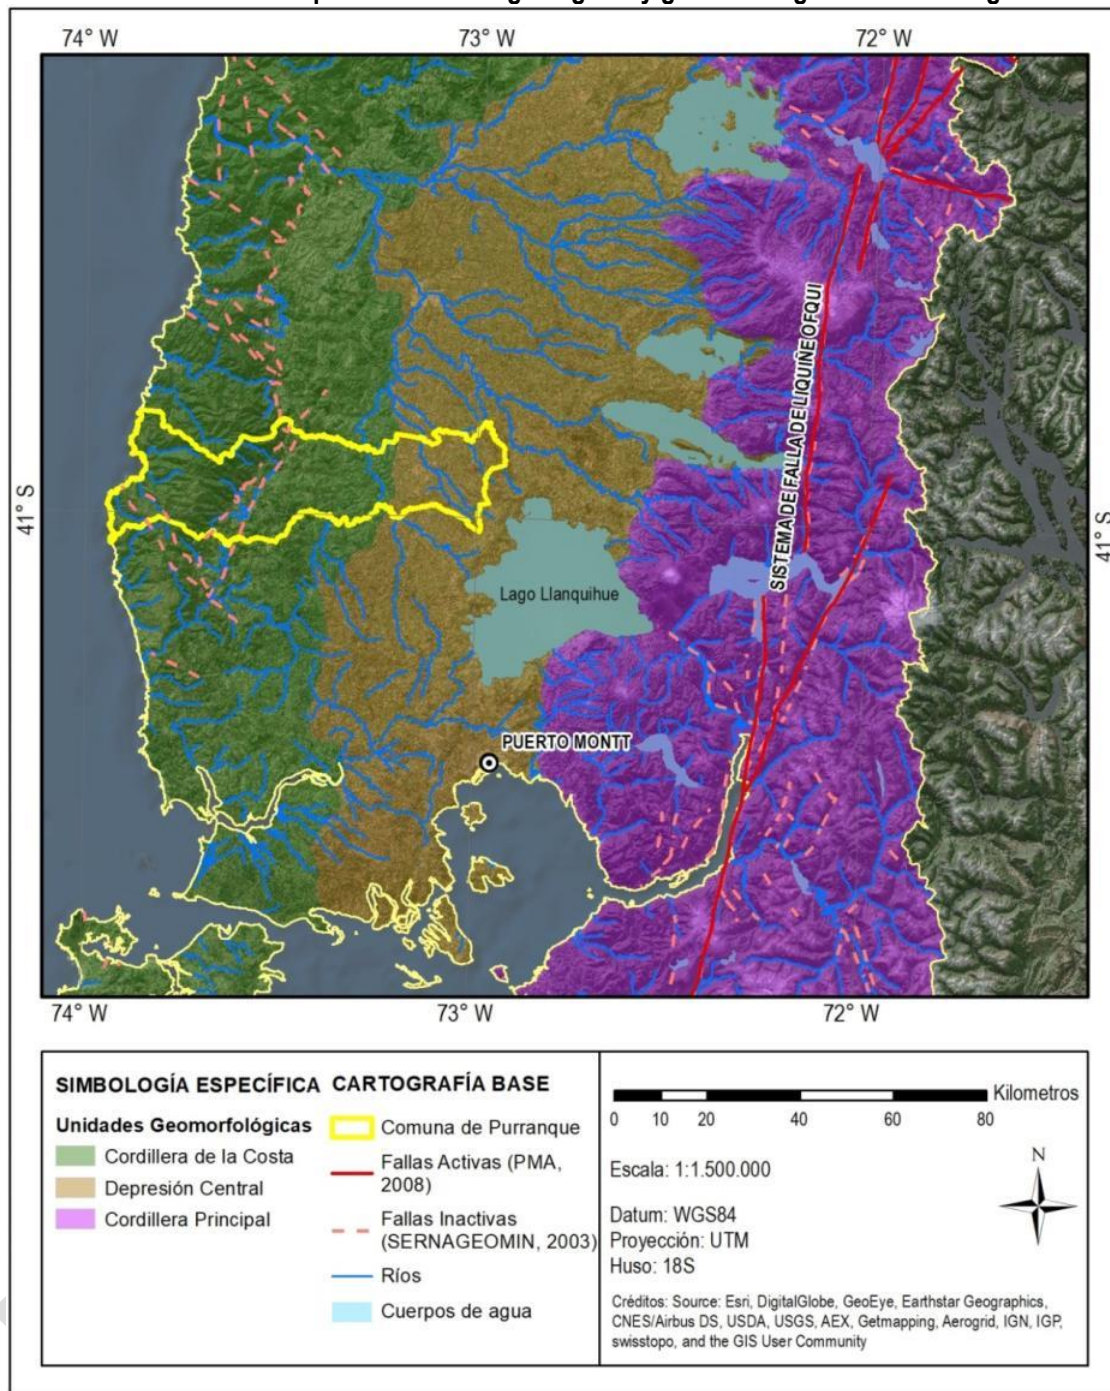 74° W 73° W 72° W
41° S
41° S
SISTEMA DE FALLA DE LIQUIÑE OFQUI
Lago Llanquihue
PUERTO MONTT
74° W 73° W 72° W
SIMBOLOGÍA ESPECÍFICA
Unidades Geomorfológicas
Cordillera de la Costa
Depresión Central
Cordillera Principal
CARTOGRAFÍA BASE
Comuna de Purranque
Fallas Activas (PMA,
2008)
Fallas Inactivas
(SERNAGEOMIN, 2003)
Ríos
Cuerpos de agua
Kilometros
0 10 20 40 60 80
Escala: 1:1.500.000
N
Datum: WGS84
Proyección: UTM
Huso: 18S
Créditos: Source: Esri, DigitalGlobe, GeoEye, Earthstar Geographics,
CNES/Airbus DS, USDA, USGS, AEX, Getmapping, Aerogrid, IGN, IGP,
swisstopo, and the GIS User Community